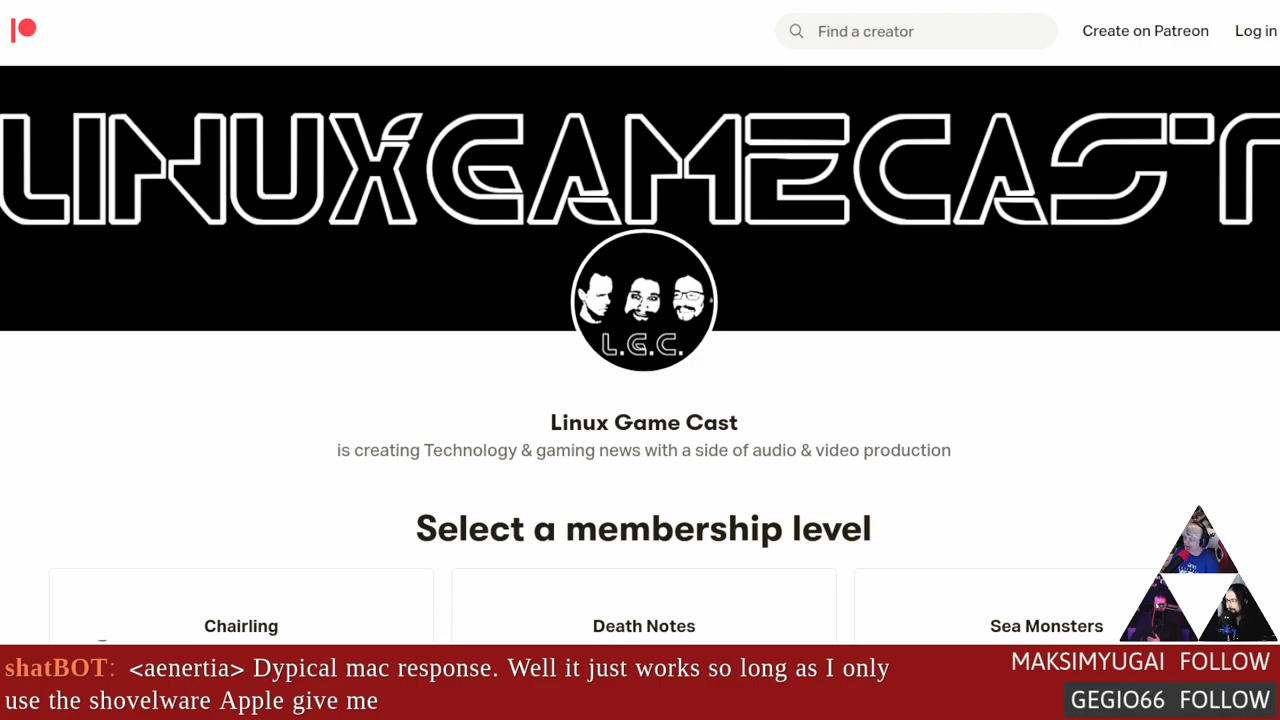 Find a creator
Create on Patreon
Log in
LINUXGAMECAST
L.G.C.
Linux Game Cast
is creating Technology & gaming news with a side of audio & video production
Select a membership level
Chairling
Death Notes
Sea Monsters
shatBOT: <aenertia> Dypical mac response. Well it just works so long as I only
use the shovelware Apple give me
MAKSIMYUGAI FOLLOW
GEGIO66 FOLLOW